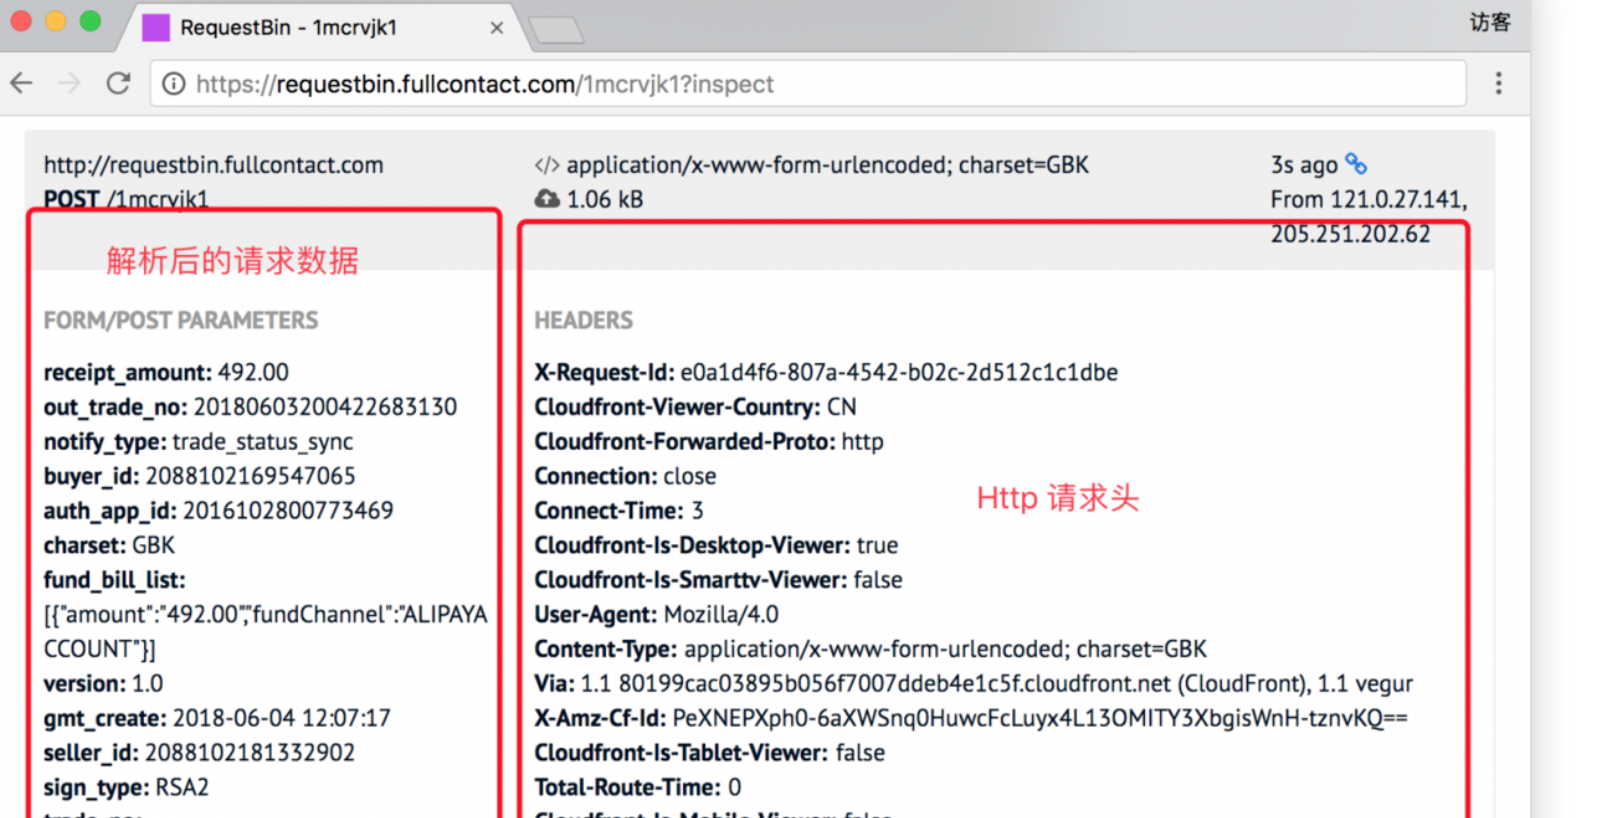 RequestBin - 1mcrvjk1
访客
https://requestbin.fullcontact.com/1mcrvjk1?inspect
http://requestbin.fullcontact.com
POST /1mcrvjk1
</> application/x-www-form-urlencoded; charset=GBK
1.06 kB
3s ago
From 121.0.27.141,
205.251.202.62
解析后的请求数据
FORM/POST PARAMETERS
receipt_amount: 492.00
out_trade_no: 20180603200422683130
notify_type: trade_status_sync
buyer_id: 2088102169547065
auth_app_id: 2016102800773469
charset: GBK
fund_bill_list:
[{"amount":"492.00","fundChannel":"ALIPAYA
CCOUNT"}]
version: 1.0
gmt_create: 2018-06-04 12:07:17
seller_id: 2088102181332902
sign_type: RSA2
HEADERS
X-Request-Id: e0a1d4f6-807a-4542-b02c-2d512c1c1dbe
Cloudfront-Viewer-Country: CN
Cloudfront-Forwarded-Proto: http
Connection: close
Connect-Time: 3
Cloudfront-Is-Desktop-Viewer: true
Cloudfront-Is-Smarttv-Viewer: false
User-Agent: Mozilla/4.0
Content-Type: application/x-www-form-urlencoded; charset=GBK
Via: 1.1 80199cac03895b056f7007ddeb4e1c5f.cloudfront.net (CloudFront), 1.1 vegur
X-Amz-Cf-Id: PeXNEPXph0-6aXWSnq0HuwcFcLuyx4L13OMITY3XbgisWnH-tznvKQ==
Cloudfront-Is-Tablet-Viewer: false
Total-Route-Time: 0
Http 请求头